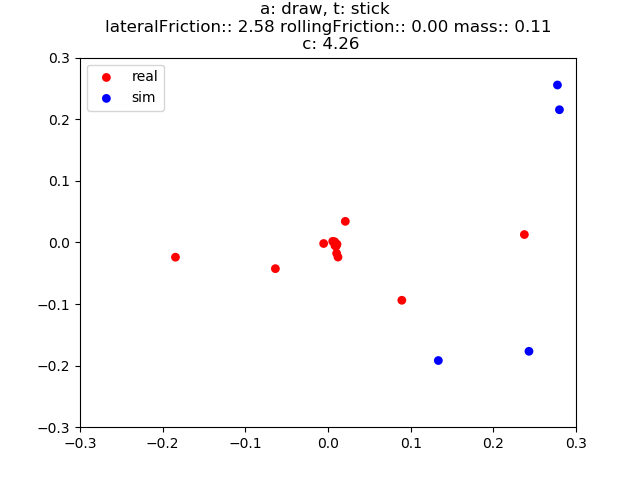 a: draw, t: stick
lateralFriction:: 2.58 rollingFriction:: 0.00 mass:: 0.11
c: 4.26
real
sim
0.3
0.2
0.1
0.0
−0.1
−0.2
−0.3
−0.3 −0.2 −0.1 0.0 0.1 0.2 0.3